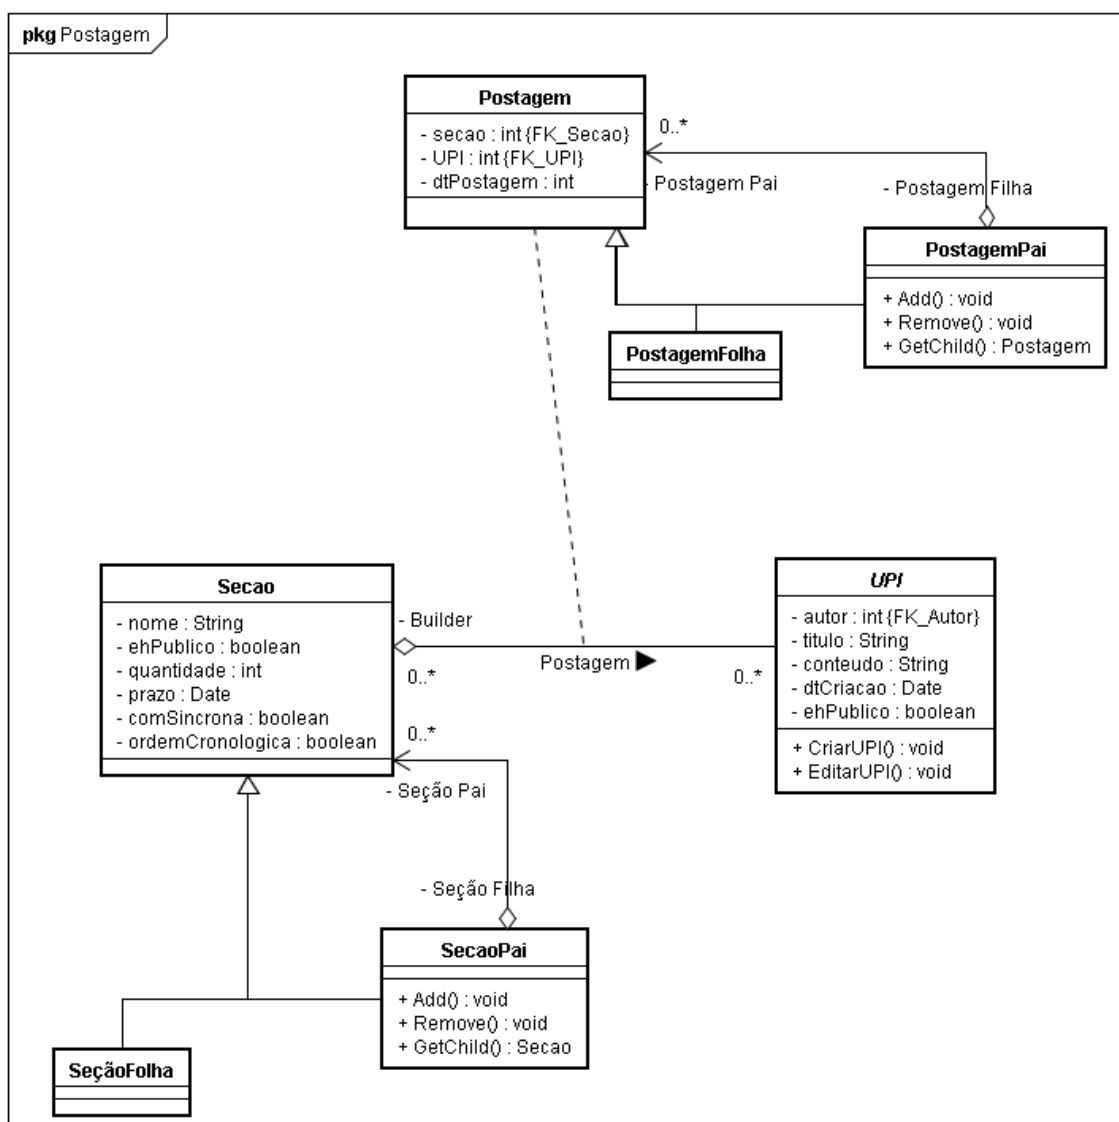 pkg Postagem
Postagem
- secao : int {FK_Secao}
- UPI : int {FK_UPI}
- dtPostagem : int
0..*
- Postagem Pai
- Postagem Filha
PostagemPai
+ Add() : void
+ Remove() : void
+ GetChild() : Postagem
PostagemFolha
Secao
- nome : String
- ehPublico : boolean
- quantidade : int
- prazo : Date
- comSincrona : boolean
- ordemCronologica : boolean
- Builder
0..*
Postagem
0..*
UPI
- autor : int {FK_Autor}
- titulo : String
- conteudo : String
- dtCriacao : Date
- ehPublico : boolean
+ CriarUPI() : void
+ EditarUPI() : void
0..*
- Seção Pai
- Seção Filha
SecaoPai
+ Add() : void
+ Remove() : void
+ GetChild() : Secao
SeçãoFolha